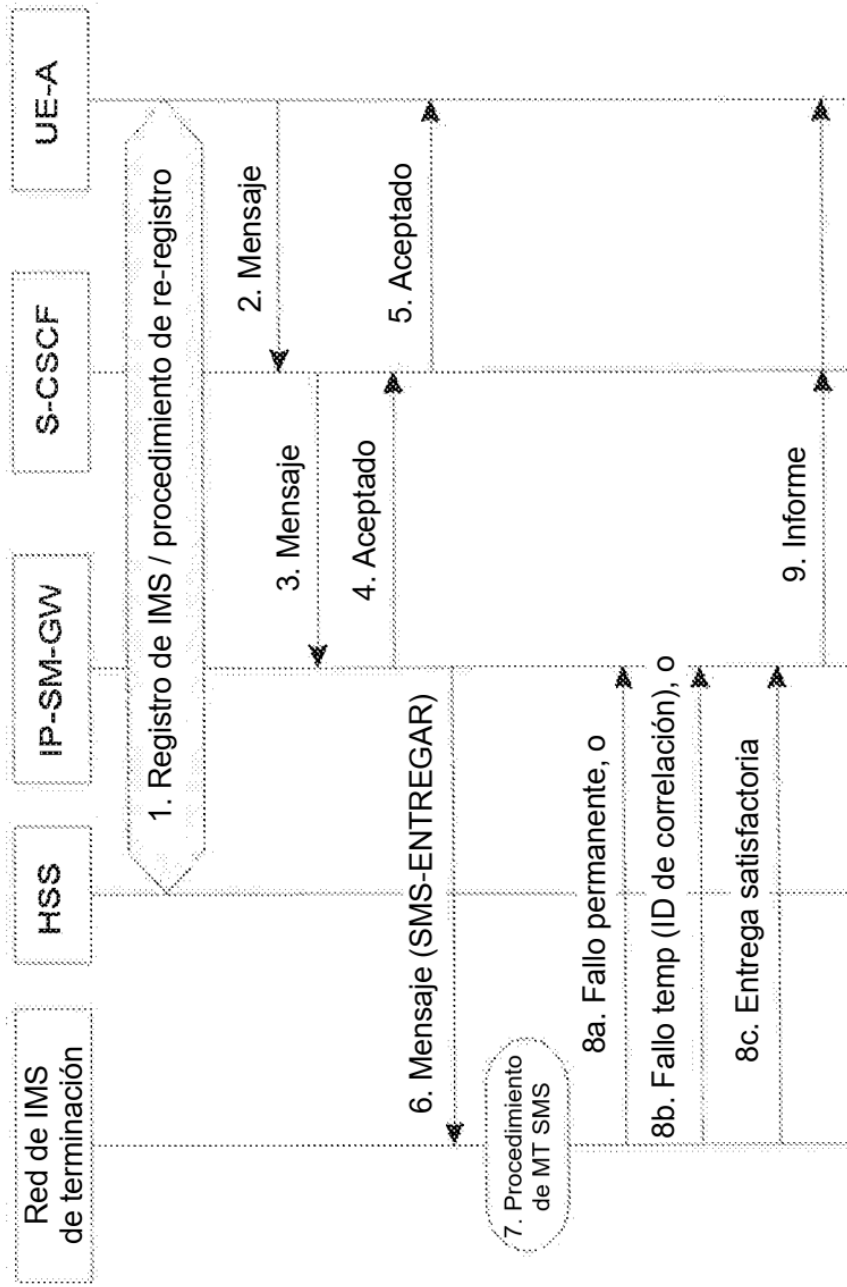 Red de IMS
de terminación
HSS
IP-SM-GW
S-CSCF
UE-A
1. Registro de IMS / procedimiento de re-registro
2. Mensaje
3. Mensaje
4. Aceptado
5. Aceptado
6. Mensaje (SMS-ENTREGAR)
7. Procedimiento
de MT SMS
8a. Fallo permanente, o
8b. Fallo temp (ID de correlación), o
8c. Entrega satisfactoria
9. Informe